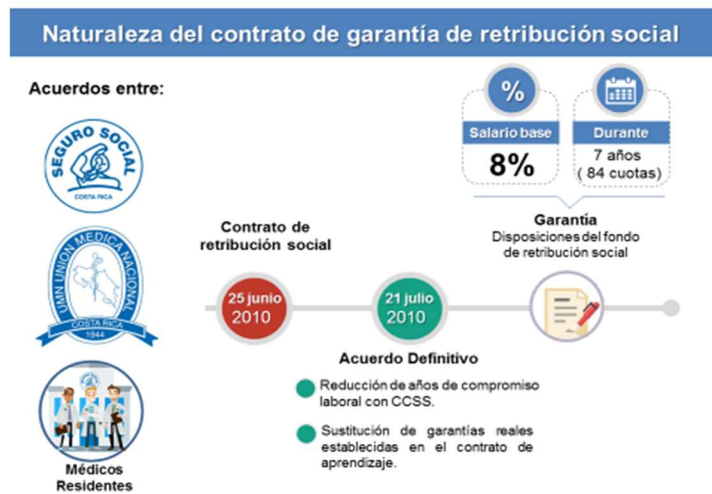 Naturaleza del contrato de garantía de retribución social
Acuerdos entre:
SEGURO SOCIAL
COSTA RICA
UMN UNION MEDICA NACIONAL
COSTA RICA
1944
Médicos
Residentes
Contrato de
retribución social
25 junio
2010
21 julio
2010
Acuerdo Definitivo
Reducción de años de compromiso
laboral con CCSS.
Sustitución de garantías reales
establecidas en el contrato de
aprendizaje.
%
Salario base
8%
Durante
7 años
( 84 cuotas)
Garantía
Disposiciones del fondo
de retribución social